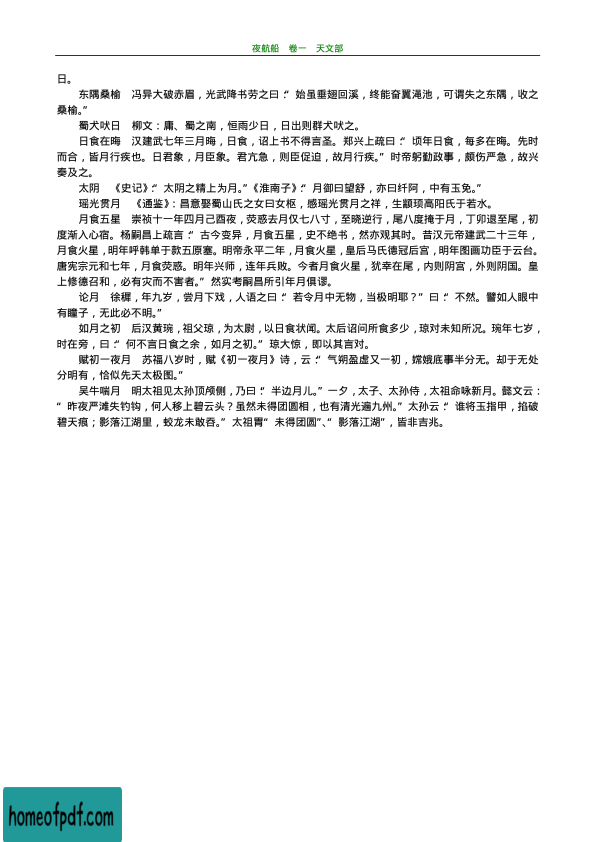 夜航船　卷一　天文部
日。
东隅桑榆　冯异大破赤眉，光武降书劳之曰：“始虽垂翅回溪，终能奋翼渑池，可谓失之东隅，收之
桑榆。”
蜀犬吠日　柳文：庸、蜀之南，恒雨少日，日出则群犬吠之。
日食在晦　汉建武七年三月晦，日食，诏上书不得言圣。郑兴上疏曰：“顷年日食，每多在晦。先时
而合，皆月行疾也。日君象，月臣象。君亢急，则臣促迫，故月行疾。”时帝躬勤政事，颇伤严急，故兴
奏及之。
太阴　《史记》：“太阴之精上为月。”《淮南子》：“月御曰望舒，亦曰纤阿，中有玉兔。”
瑶光贯月　《通鉴》：昌意娶蜀山氏之女曰女枢，感瑶光贯月之祥，生颛顼高阳氏于若水。
月食五星　崇祯十一年四月己酉夜，荧惑去月仅七八寸，至晓逆行，尾八度掩于月，丁卯退至尾，初
度渐入心宿。杨嗣昌上疏言：“古今变异，月食五星，史不绝书，然亦观其时。昔汉元帝建武二十三年，
月食火星，明年呼韩单于款五原塞。明帝永平二年，月食火星，皇后马氏德冠后宫，明年图画功臣于云台。
唐宪宗元和七年，月食荧惑。明年兴师，连年兵败。今者月食火星，犹幸在尾，内则阴宫，外则阴国。皇
上修德召和，必有灾而不害者。”然实考嗣昌所引年月俱谬。
论月　徐穉，年九岁，尝月下戏，人语之曰：“若令月中无物，当极明耶？”曰：“不然。譬如人眼中
有瞳子，无此必不明。”
如月之初　后汉黄琬，祖父琼，为太尉，以日食状闻。太后诏问所食多少，琼对未知所况。琬年七岁，
时在旁，曰：“何不言日食之余，如月之初。”琼大惊，即以其言对。
赋初一夜月　苏福八岁时，赋《初一夜月》诗，云：“气朔盈虚又一初，嫦娥底事半分无。却于无处
分明有，恰似先天太极图。”
吴牛喘月　明太祖见太孙顶颅侧，乃曰：“半边月儿。”一夕，太子、太孙侍，太祖命咏新月。懿文云：
“昨夜严滩失钓钩，何人移上碧云头？虽然未得团圆相，也有清光遍九州。”太孙云：“谁将玉指甲，掐破
碧天痕；影落江湖里，蛟龙未敢吞。”太祖胃“未得团圆”、“影落江湖”，皆非吉兆。
homeofpdf.com